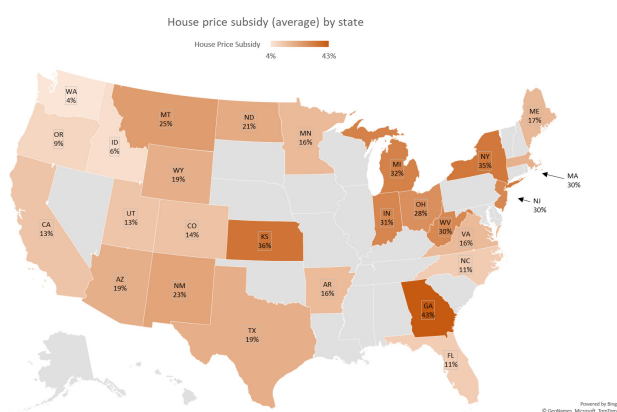 House price subsidy (average) by state
House Price Subsidy
4%
43%
WA
4%
MT
25%
ND
21%
MN
16%
ME
17%
OR
9%
ID
6%
WY
19%
MI
32%
NY
35%
MA
30%
NJ
30%
CA
13%
UT
13%
CO
14%
KS
36%
IN
31%
OH
28%
WV
30%
VA
16%
NC
11%
AZ
19%
NM
23%
AR
16%
TX
19%
GA
43%
FL
11%
Powered by Bing
© GeoNames, Microsoft, TomTom